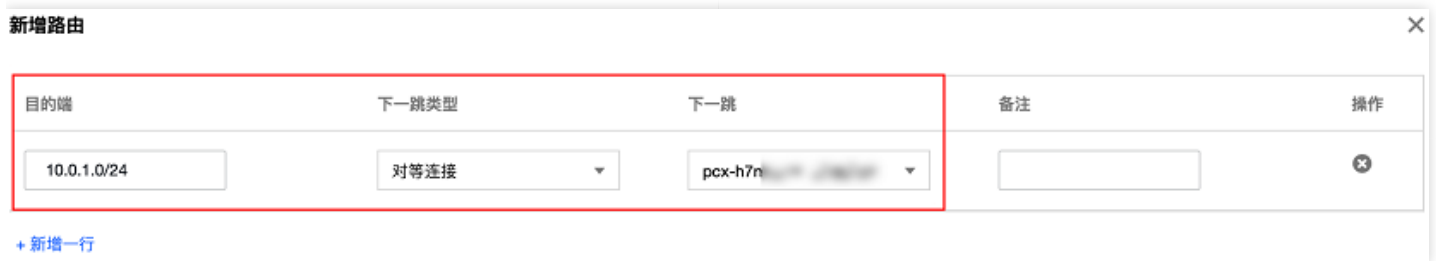 新增路由
目的端 下一跳类型 下一跳 备注 操作
10.0.1.0/24 对等连接 pcx-h7
+ 新增一行